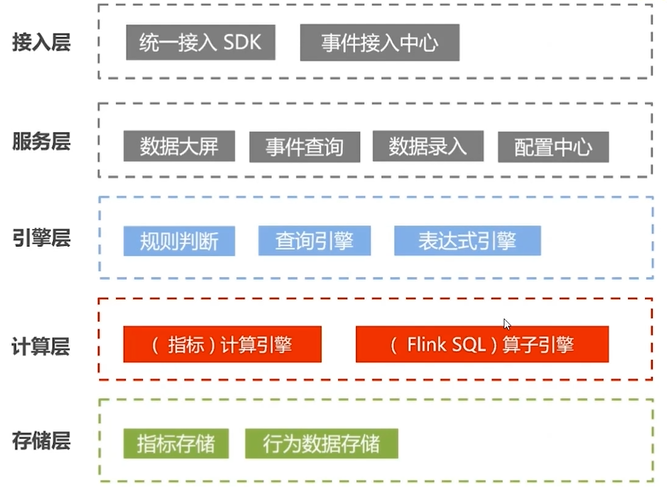 接入层
统一接入 SDK
事件接入中心
服务层
数据大屏
事件查询
数据录入
配置中心
引擎层
规则判断
查询引擎
表达式引擎
计算层
（ 指标 ）计算引擎
（ Flink SQL ）算子引擎
存储层
指标存储
行为数据存储